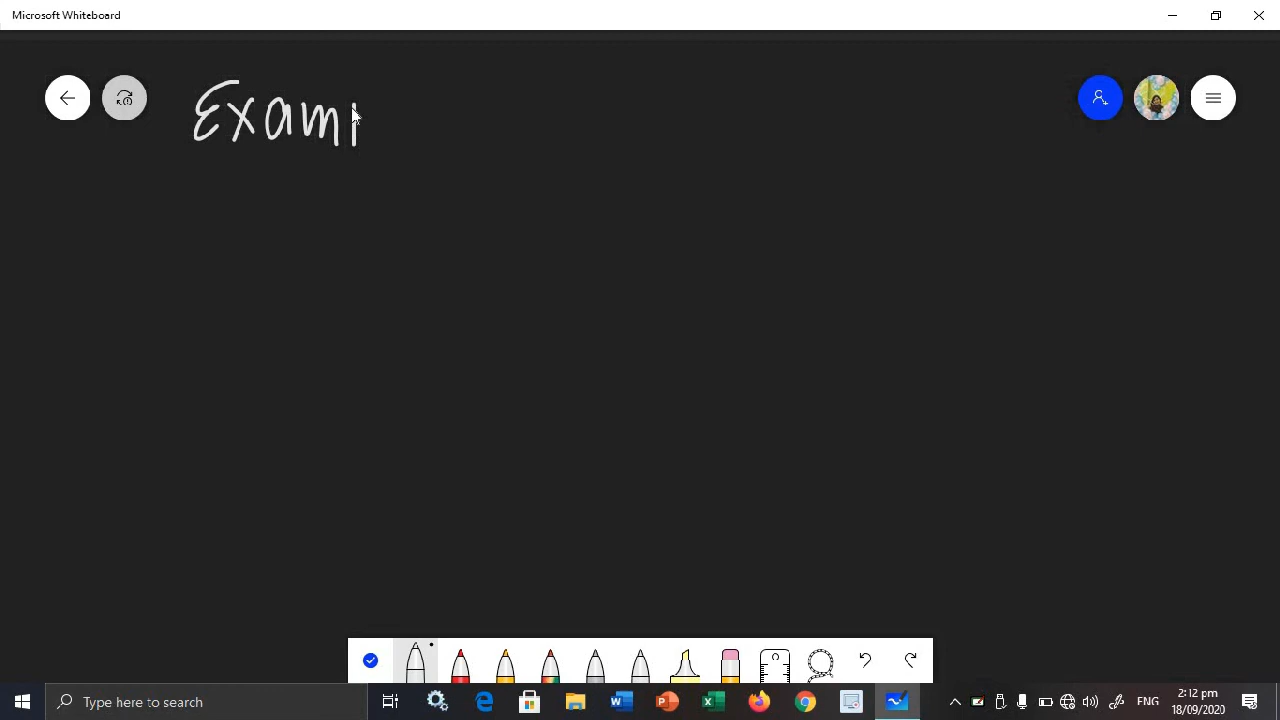 Microsoft Whiteboard
Exam
Type here to search
ENG
2:12 pm
18/09/2020